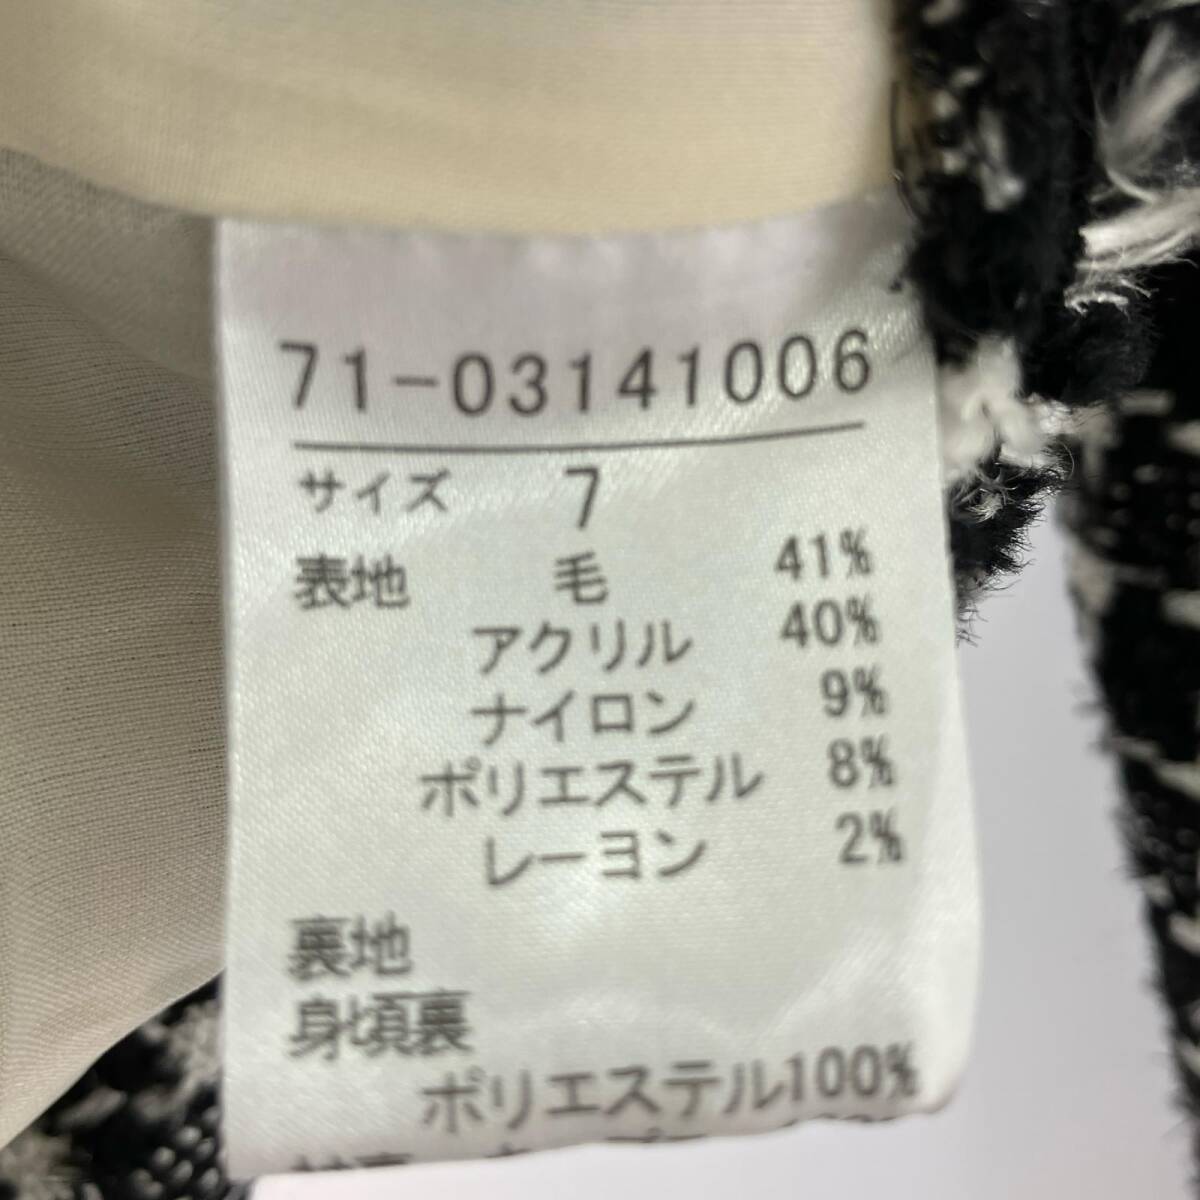 71-03141006
サイズ 7
表地 毛 41%
アクリル 40%
ナイロン 9%
ポリエステル 8%
レーヨン 2%
裏地
身頃裏
ポリエステル100%